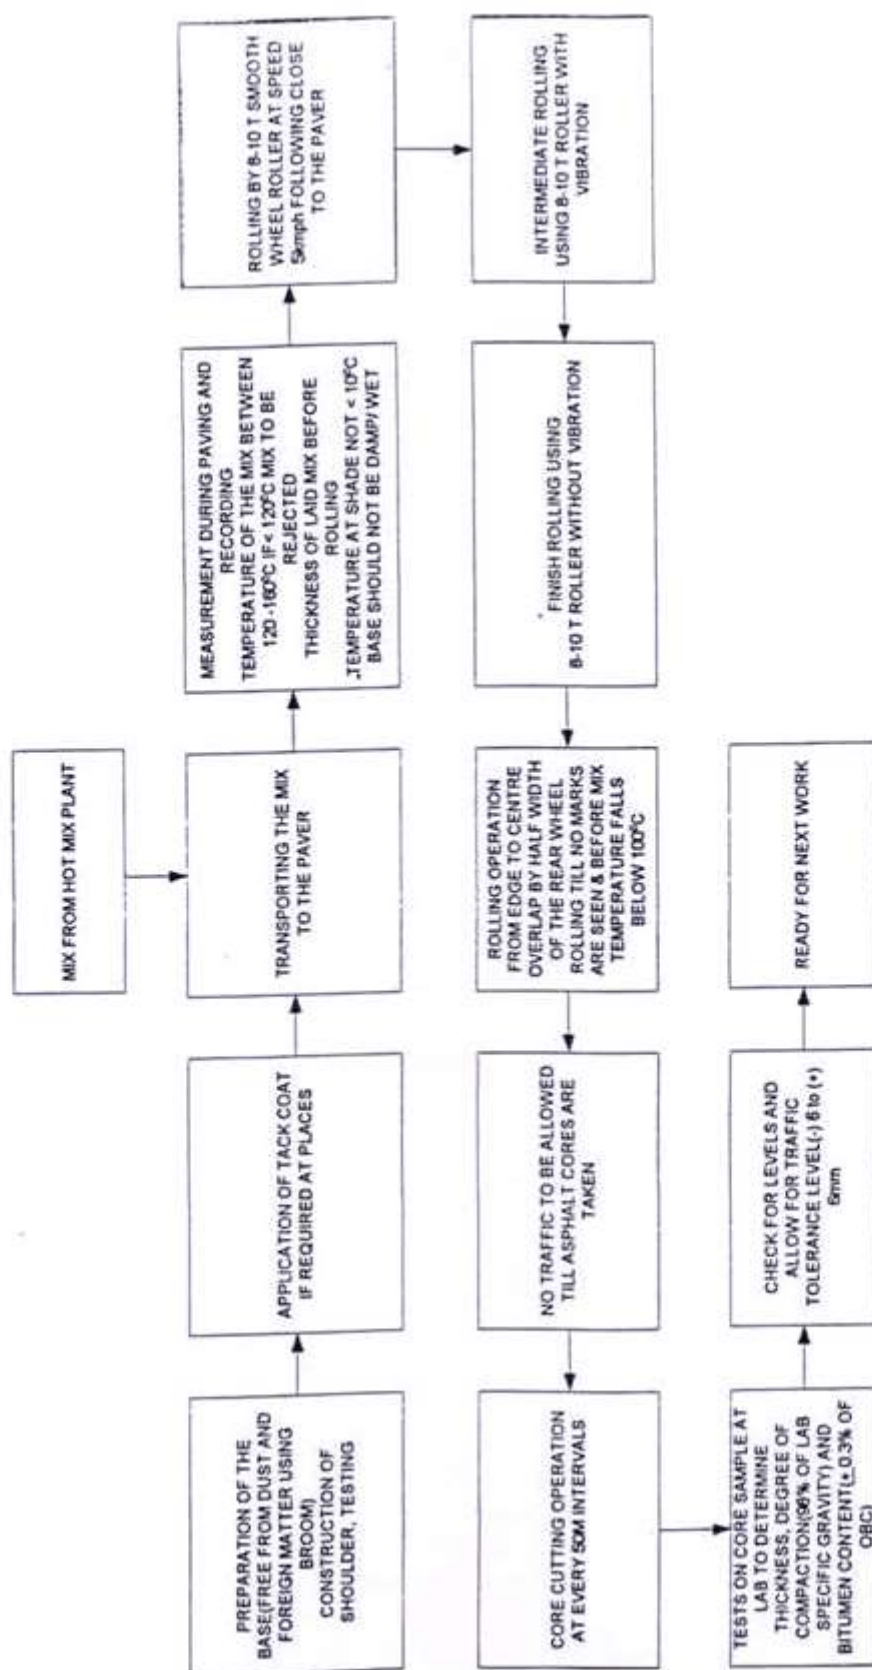 MIX FROM HOT MIX PLANT
PREPARATION OF THE
BASE(FREE FROM DUST AND
FOREIGN MATTER USING
BROOM)
CONSTRUCTION OF
SHOULDER, TESTING
APPLICATION OF TACK COAT
IF REQUIRED AT PLACES
TRANSPORTING THE MIX
TO THE PAVER
MEASUREMENT DURING PAVING AND
RECORDING
TEMPERATURE OF THE MIX BETWEEN
120 -160ºC IF< 120ºC MIX TO BE
REJECTED
THICKNESS OF LAID MIX BEFORE
ROLLING
.TEMPERATURE AT SHADE NOT < 10ºC
BASE SHOULD NOT BE DAMP/ WET
ROLLING BY 8-10 T SMOOTH
WHEEL ROLLER AT SPEED
5kmph FOLLOWING CLOSE
TO THE PAVER
INTERMEDIATE ROLLING
USING 8-10 T ROLLER WITH
VIBRATION
FINISH ROLLING USING
8-10 T ROLLER WITHOUT VIBRATION
ROLLING OPERATION
FROM EDGE TO CENTRE
OVERLAP BY HALF WIDTH
OF THE REAR WHEEL
ROLLING TILL NO MARKS
ARE SEEN & BEFORE MIX
TEMPERATURE FALLS
BELOW 100ºC
NO TRAFFIC TO BE ALLOWED
TILL ASPHALT CORES ARE
TAKEN
CORE CUTTING OPERATION
AT EVERY 50M INTERVALS
TESTS ON CORE SAMPLE AT
LAB TO DETERMINE
THICKNESS, DEGREE OF
COMPACTION(98% OF LAB
SPECIFIC GRAVITY) AND
BITUMEN CONTENT(± 0.3% OF
OBC)
CHECK FOR LEVELS AND
ALLOW FOR TRAFFIC
TOLERANCE LEVEL(-) 6 to (+)
6mm
READY FOR NEXT WORK